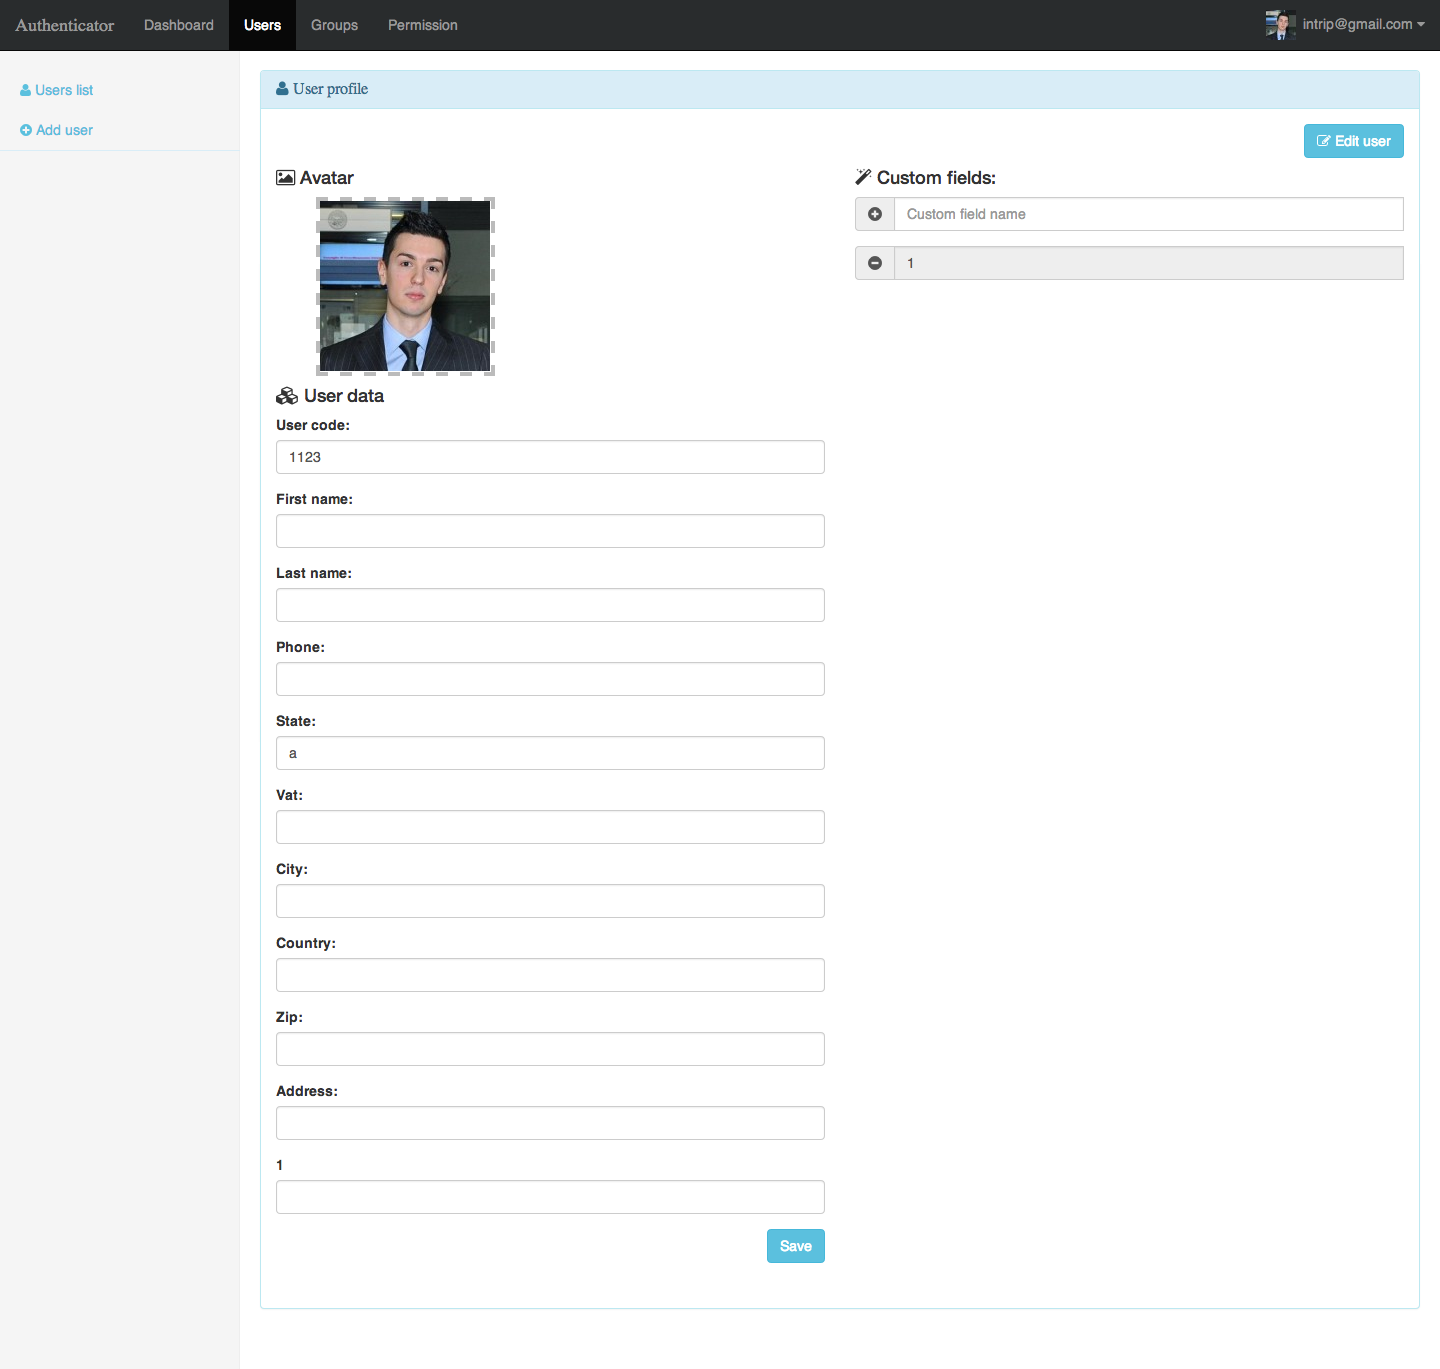 Authenticator Dashboard Users Groups Permission intrip@gmail.com
Users list
Add user
User profile
Edit user
Avatar
Custom fields:
Custom field name
1
User data
User code:
1123
First name:
Last name:
Phone:
State:
a
Vat:
City:
Country:
Zip:
Address:
1
Save